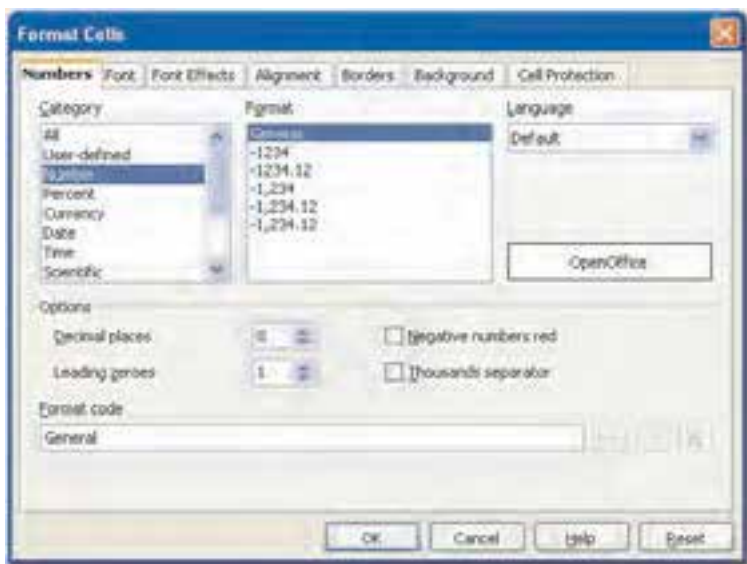 Format Cells
Numbers Font Font Effects Alignment Borders Background Cell Protection
Category Format Language
All General Default
User-defined -1234
Number -1234.12
Percent -1,234
Currency -1,234.12
Date -1,234.12
Time
Scientific OpenOffice
Options
Decimal places 0 Negative numbers red
Leading zeroes 1 Thousands separator
Format code
General
OK Cancel Help Reset